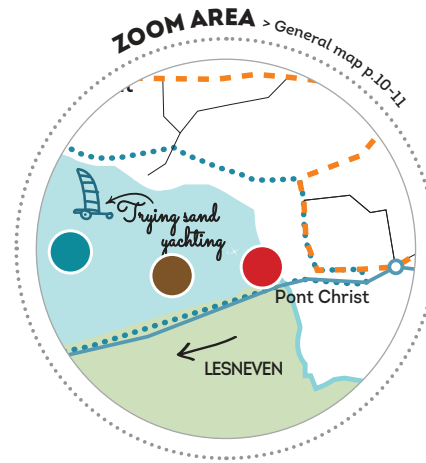 ZOOM AREA > General map p.10-11
Trying sand
yachting
Pont Christ
LESNEVEN